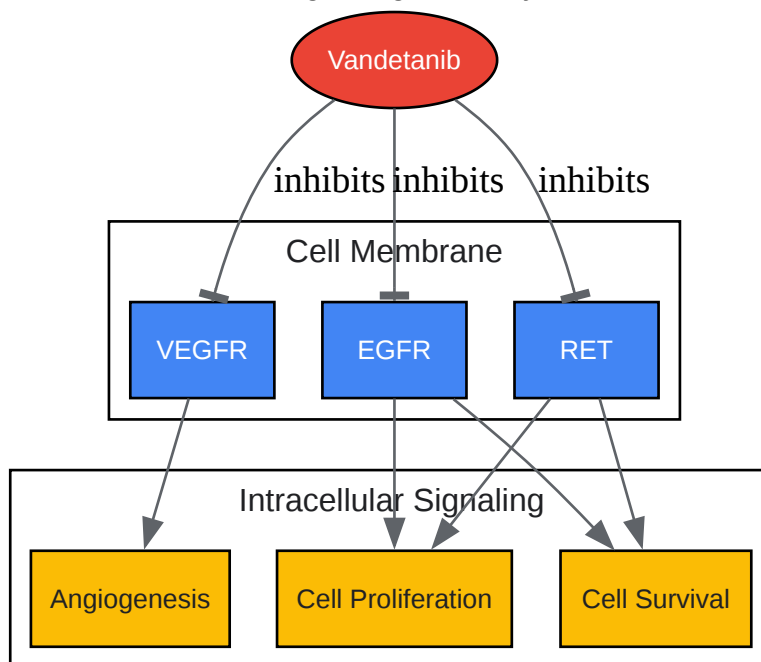 Vandetanib
inhibits inhibits inhibits
Cell Membrane
VEGFR EGFR RET
Intracellular Signaling
Angiogenesis Cell Proliferation Cell Survival